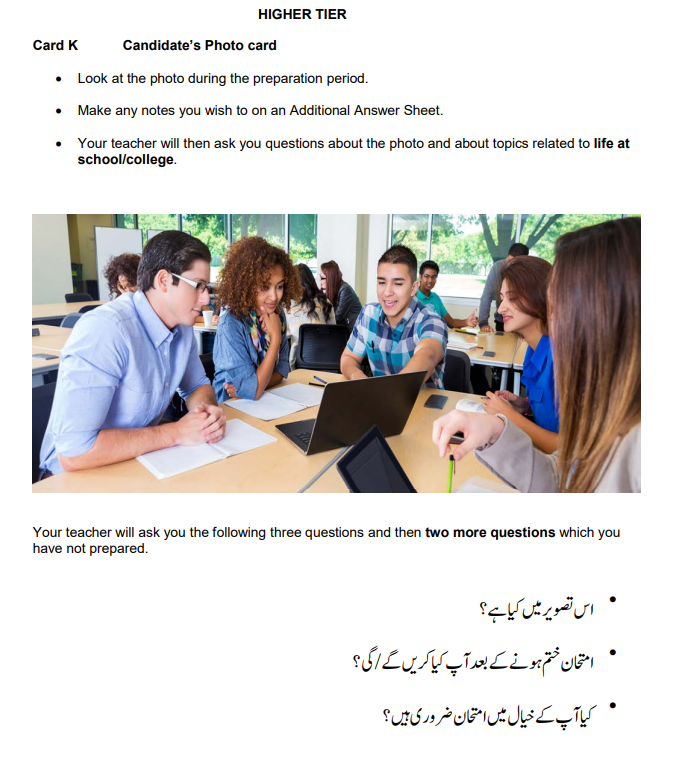 HIGHER TIER
Card K Candidate's Photo card
• Look at the photo during the preparation period.
• Make any notes you wish to on an Additional Answer Sheet.
• Your teacher will then ask you questions about the photo and about topics related to life at
school/college.
Your teacher will ask you the following three questions and then two more questions which you
have not prepared.
• اس تصویر میں کیا ہے؟
• امتحان ختم ہونے کے بعد آپ کیا کریں گے/گی؟
• کیا آپ کے خیال میں امتحان ضروری ہیں؟